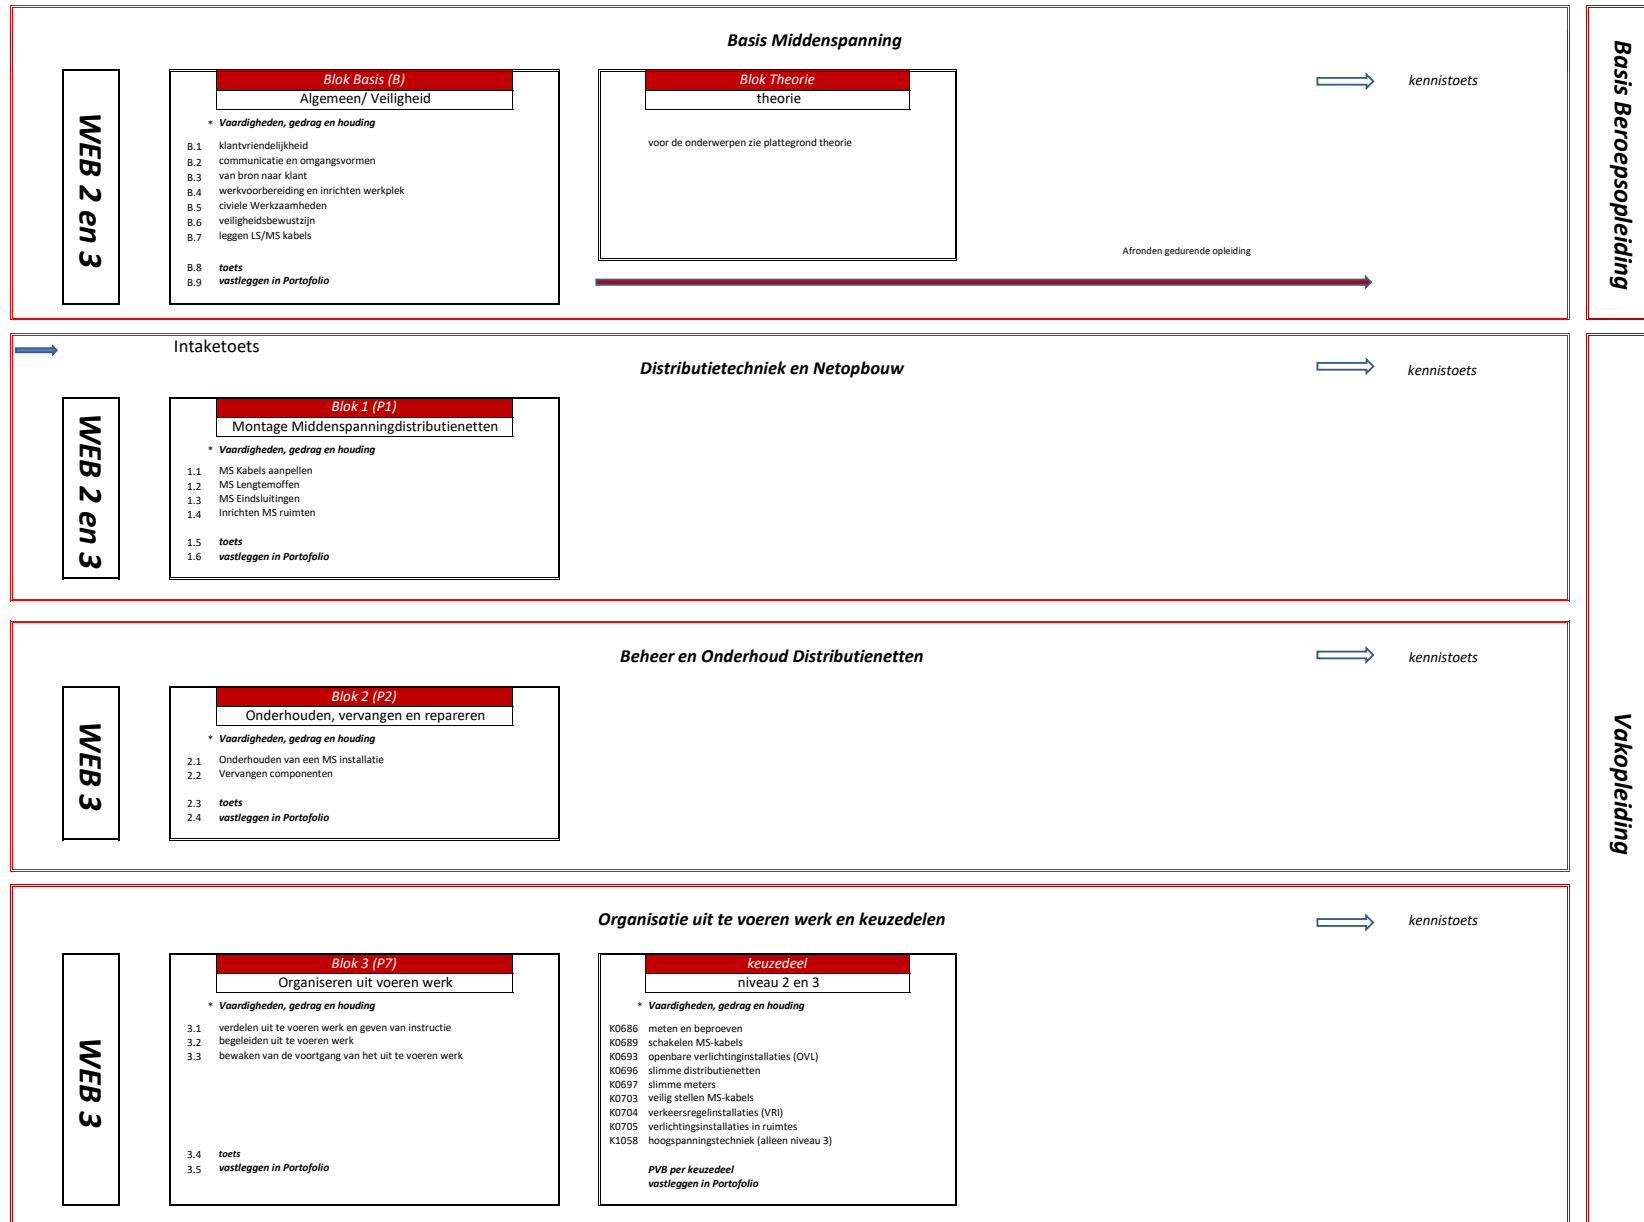 Basis Middenspanning
kennistoets
Basis Beroepsopleiding
WEB 2 en 3
Blok Basis (B)
Algemeen/ Veiligheid
* Vaardigheden, gedrag en houding
B.1 klantvriendelijkheid
B.2 communicatie en omgangsvormen
B.3 van bron naar klant
B.4 werkvoorbereiding en inrichten werkplek
B.5 civiele Werkzaamheden
B.6 veiligheidsbewustzijn
B.7 leggen LS/MS kabels
B.8 toets
B.9 vastleggen in Portofolio
Blok Theorie
theorie
voor de onderwerpen zie plattegrond theorie
Afronden gedurende opleiding
Intaketoets
Distributietechniek en Netopbouw
kennistoets
Vakopleiding
WEB 2 en 3
Blok 1 (P1)
Montage Middenspanningdistributienetten
* Vaardigheden, gedrag en houding
1.1 MS Kabels aanpellen
1.2 MS Lengtemoffen
1.3 MS Eindsluitingen
1.4 Inrichten MS ruimten
1.5 toets
1.6 vastleggen in Portofolio
Beheer en Onderhoud Distributienetten
kennistoets
WEB 3
Blok 2 (P2)
Onderhouden, vervangen en repareren
* Vaardigheden, gedrag en houding
2.1 Onderhouden van een MS installatie
2.2 Vervangen componenten
2.3 toets
2.4 vastleggen in Portofolio
Organisatie uit te voeren werk en keuzedelen
kennistoets
WEB 3
Blok 3 (P7)
Organiseren uit voeren werk
* Vaardigheden, gedrag en houding
3.1 verdelen uit te voeren werk en geven van instructie
3.2 begeleiden uit te voeren werk
3.3 bewaken van de voortgang van het uit te voeren werk
3.4 toets
3.5 vastleggen in Portofolio
keuzedeel
niveau 2 en 3
* Vaardigheden, gedrag en houding
K0686 meten en beproeven
K0689 schakelen MS-kabels
K0693 openbare verlichtinginstallaties (OVL)
K0696 slimme distributienetten
K0697 slimme meters
K0703 veilig stellen MS-kabels
K0704 verkeersregelinstallaties (VRI)
K0705 verlichtingsinstallaties in ruimtes
K1058 hoogspanningstechniek (alleen niveau 3)
PVB per keuzedeel
vastleggen in Portofolio